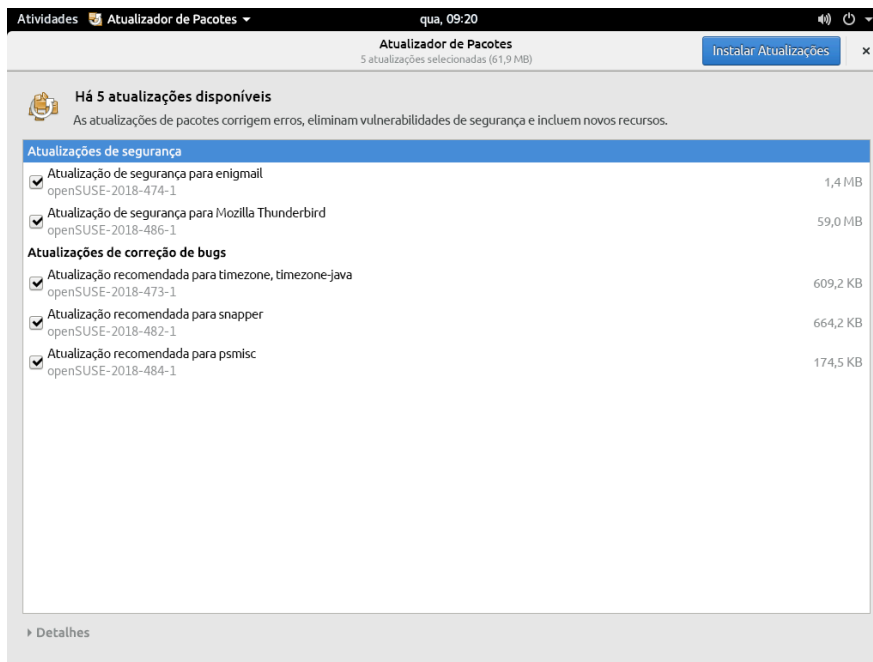 Atividades Atualizador de Pacotes qua, 09:20
Atualizador de Pacotes
5 atualizações selecionadas (61,9 MB)
Instalar Atualizações
Há 5 atualizações disponíveis
As atualizações de pacotes corrigem erros, eliminam vulnerabilidades de segurança e incluem novos recursos.
Atualizações de segurança
Atualização de segurança para enigmail
openSUSE-2018-474-1
1,4 MB
Atualização de segurança para Mozilla Thunderbird
openSUSE-2018-486-1
59,0 MB
Atualizações de correção de bugs
Atualização recomendada para timezone, timezone-java
openSUSE-2018-473-1
609,2 KB
Atualização recomendada para snapper
openSUSE-2018-482-1
664,2 KB
Atualização recomendada para psmisc
openSUSE-2018-484-1
174,5 KB
Detalhes